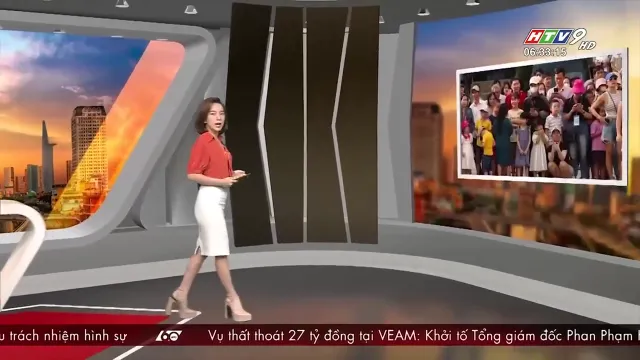 HTV9 HD
06:33:15
u trách nhiệm hình sự 60 Vụ thất thoát 27 tỷ đồng tại VEAM: Khởi tố Tổng giám đốc Phan Phạm